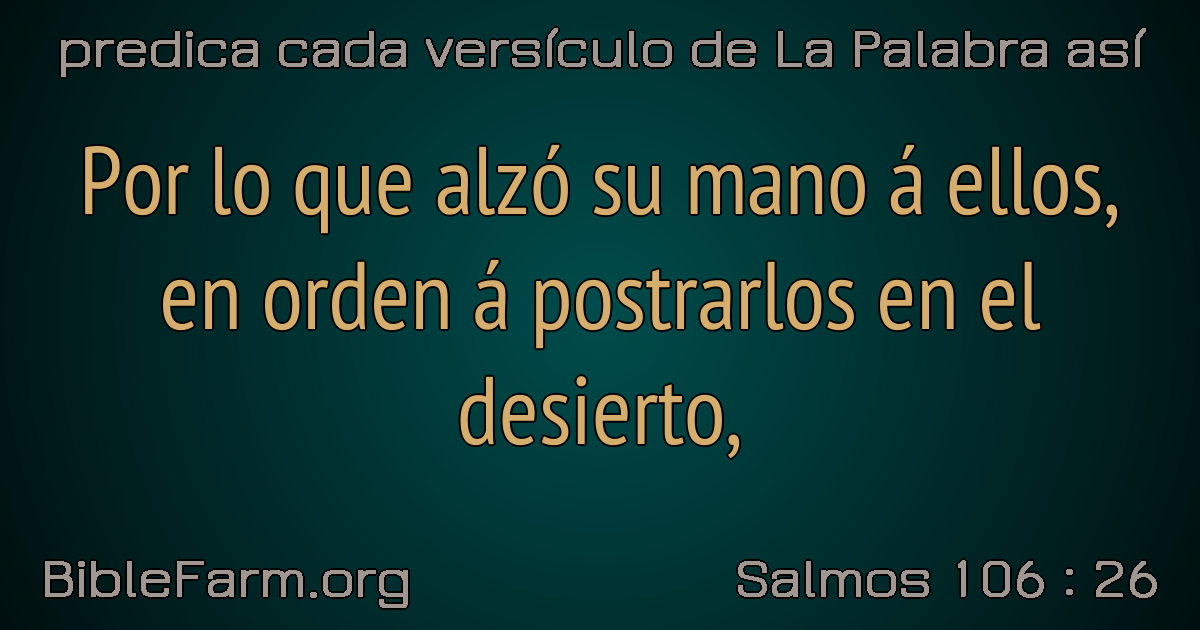 predica cada versículo de La Palabra así
Por lo que alzó su mano á ellos,
en orden á postrarlos en el
desierto,
BibleFarm.org
Salmos 106 : 26